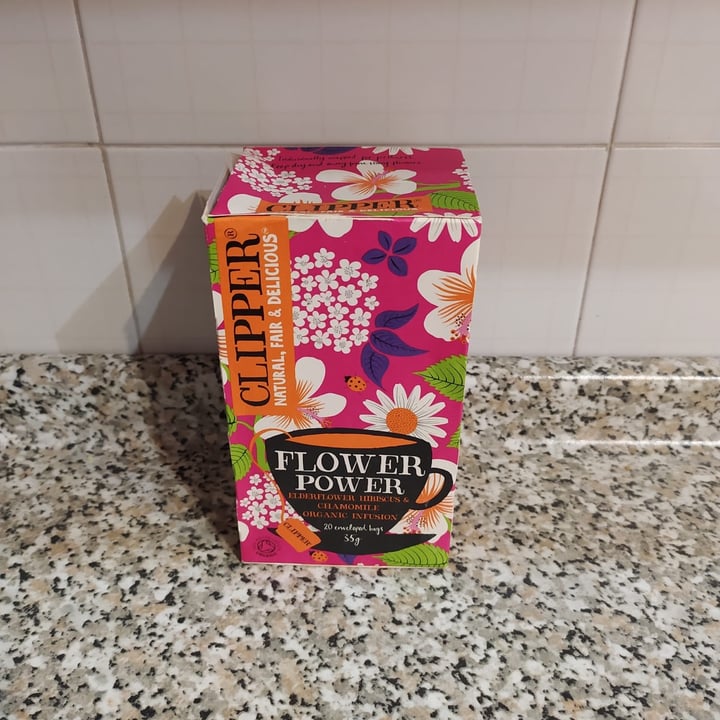 CLIPPER
CLIPPER®
NATURAL, FAIR & DELICIOUS
FLOWER
POWER
ELDERFLOWER HIBISCUS &
CHAMOMILE
ORGANIC INFUSION
20 enveloped bags
35g
CLIPPER